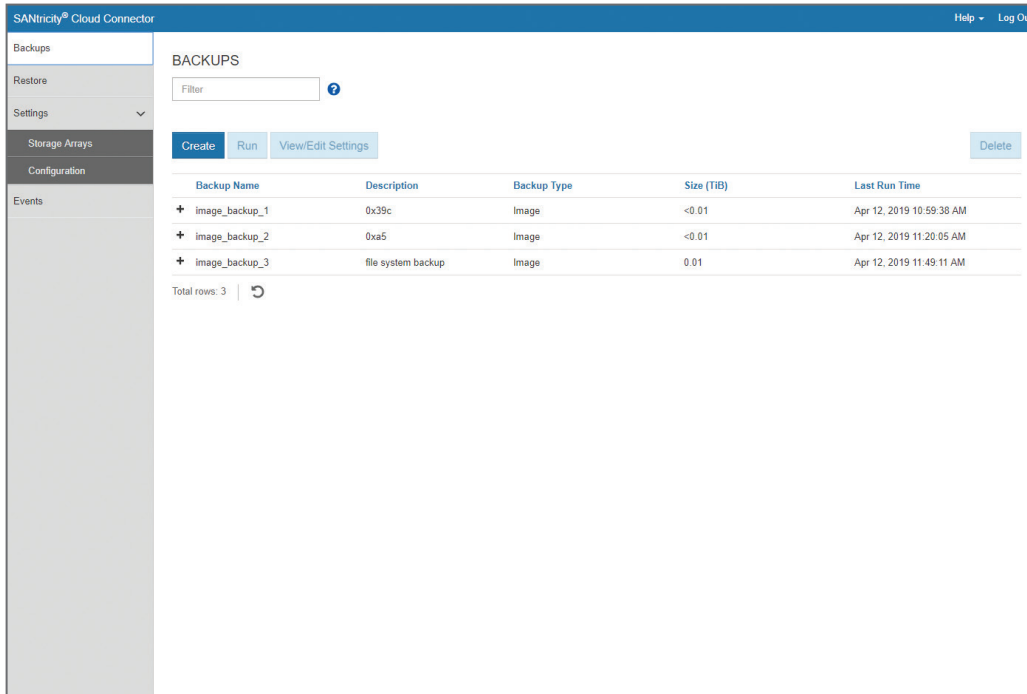 SANtricity® Cloud Connector Help Log Ou
Backups
Restore
Settings
Storage Arrays
Configuration
Events
BACKUPS
Filter ?
Create Run View/Edit Settings Delete
Backup Name Description Backup Type Size (TiB) Last Run Time
+ image_backup_1 0x39c Image <0.01 Apr 12, 2019 10:59:38 AM
+ image_backup_2 0xa5 Image <0.01 Apr 12, 2019 11:20:05 AM
+ image_backup_3 file system backup Image 0.01 Apr 12, 2019 11:49:11 AM
Total rows: 3